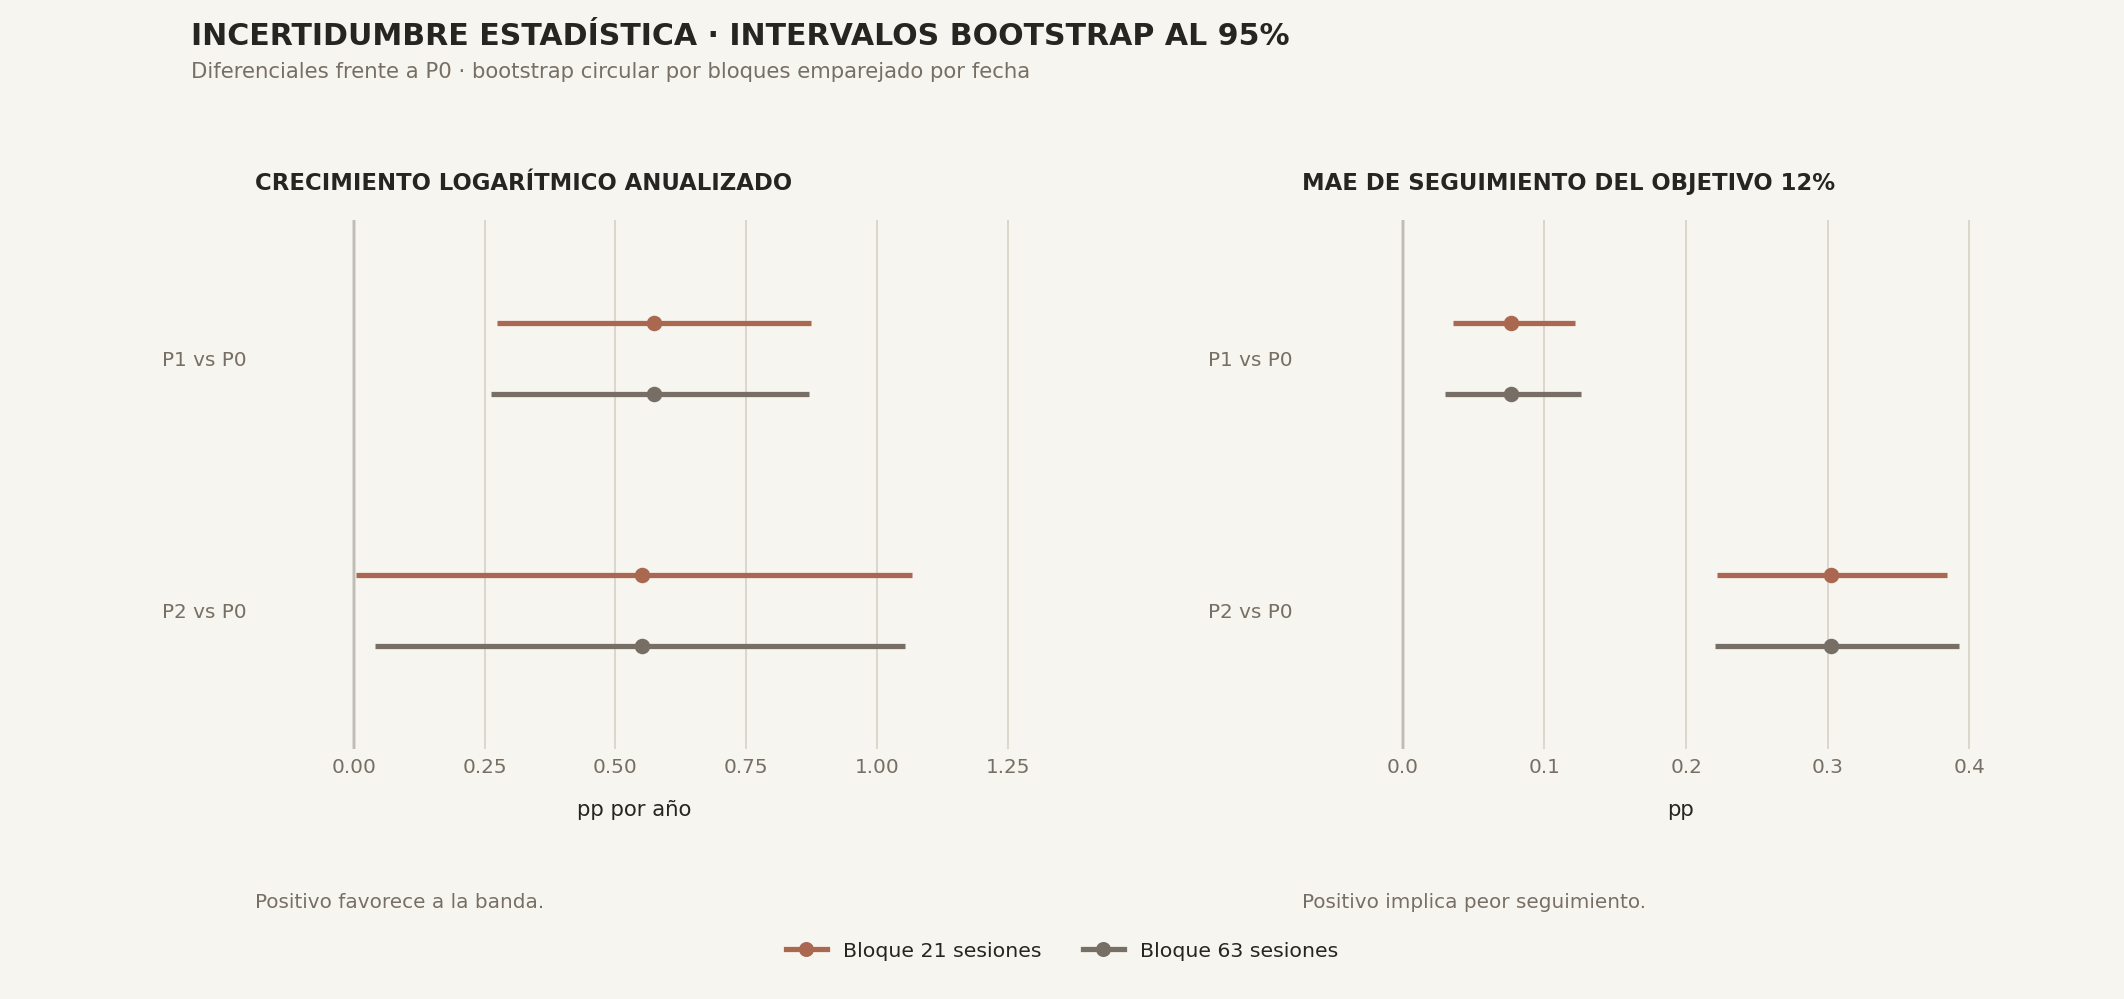 INCERTIDUMBRE ESTADÍSTICA · INTERVALOS BOOTSTRAP AL 95%
Diferenciales frente a P0 · bootstrap circular por bloques emparejado por fecha
CRECIMIENTO LOGARÍTMICO ANUALIZADO
P1 vs P0
P2 vs P0
0.00 0.25 0.50 0.75 1.00 1.25
pp por año
Positivo favorece a la banda.
MAE DE SEGUIMIENTO DEL OBJETIVO 12%
P1 vs P0
P2 vs P0
0.0 0.1 0.2 0.3 0.4
pp
Positivo implica peor seguimiento.
Bloque 21 sesiones Bloque 63 sesiones